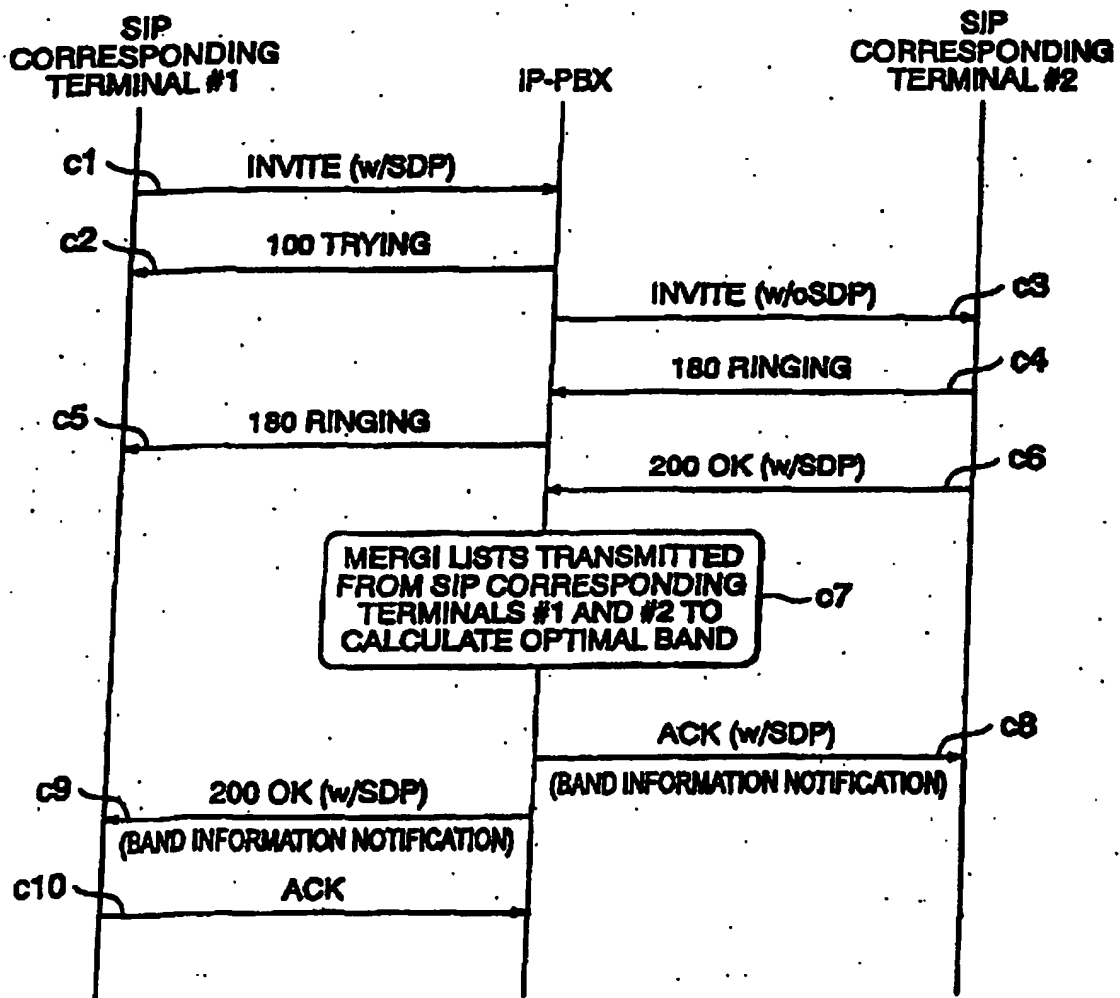 SIP
CORRESPONDING
TERMINAL #1
IP-PBX
SIP
CORRESPONDING
TERMINAL #2
c1
INVITE (w/SDP)
c2
100 TRYING
INVITE (w/oSDP)
c3
180 RINGING
c4
c5
180 RINGING
200 OK (w/SDP)
c6
MERGI LISTS TRANSMITTED
FROM SIP CORRESPONDING
TERMINALS #1 AND #2 TO
CALCULATE OPTIMAL BAND
c7
ACK (w/SDP)
c8
(BAND INFORMATION NOTIFICATION)
c9
200 OK (w/SDP)
(BAND INFORMATION NOTIFICATION)
c10
ACK